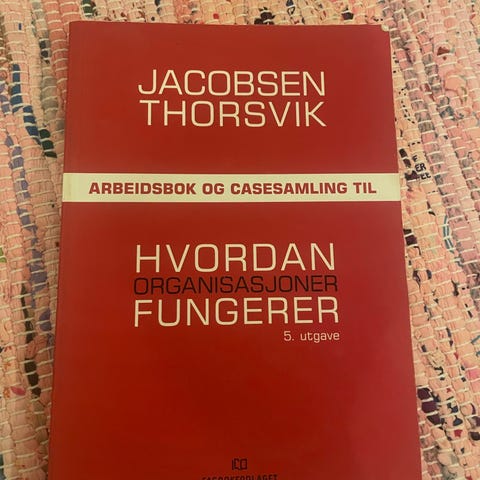 JACOBSEN
THORSVIK
ARBEIDSBOK OG CASESAMLING TIL
HVORDAN
ORGANISASJONER
FUNGERER
5. utgave